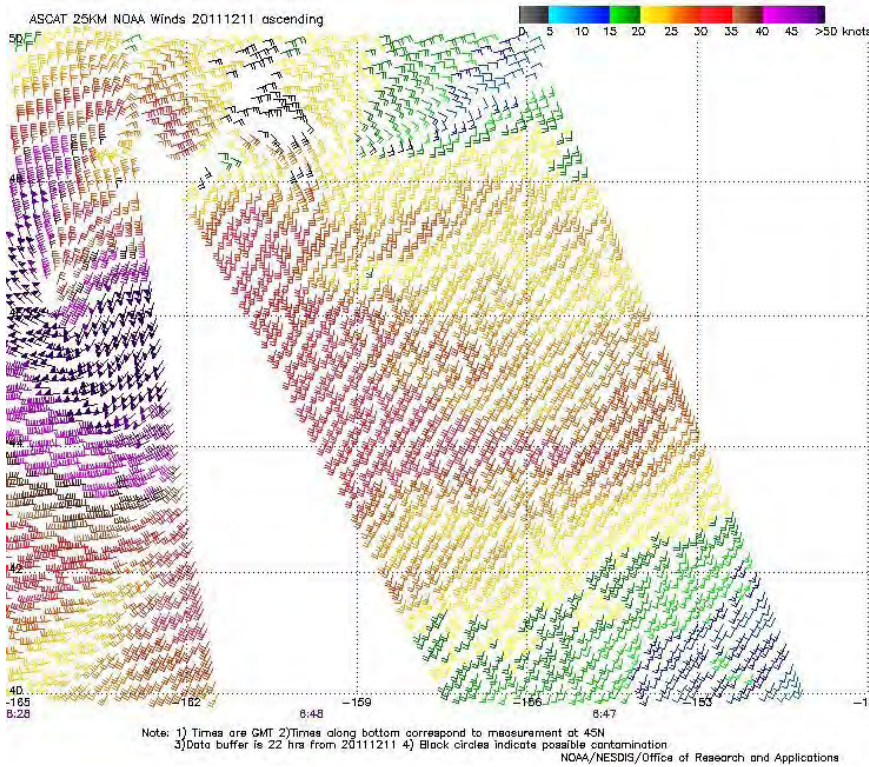 ASCAT 25KM NOAA Winds 20111211 ascending
0 5 10 15 20 25 30 35 40 45 >50 knots
50
48
46
44
42
40
-165 -162 -159 -156 -153
6:28 6:48 6:47
Note: 1) Times are GMT 2)Times along bottom correspond to measurement at 45N
3)Data buffer is 22 hrs from 20111211 4) Black circles indicate possible contamination
NOAA/NESDIS/Office of Research and Applications